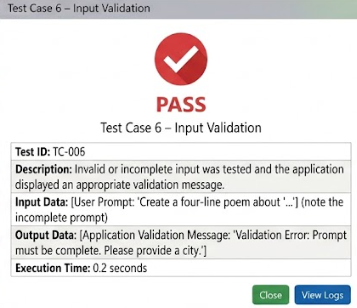 Test Case 6 – Input Validation
PASS
Test Case 6 – Input Validation
Test ID: TC-006
Description: Invalid or incomplete input was tested and the application
displayed an appropriate validation message.
Input Data: [User Prompt: 'Create a four-line poem about '...'] (note the
incomplete prompt)
Output Data: [Application Validation Message: 'Validation Error: Prompt
must be complete. Please provide a city.']
Execution Time: 0.2 seconds
Close
View Logs